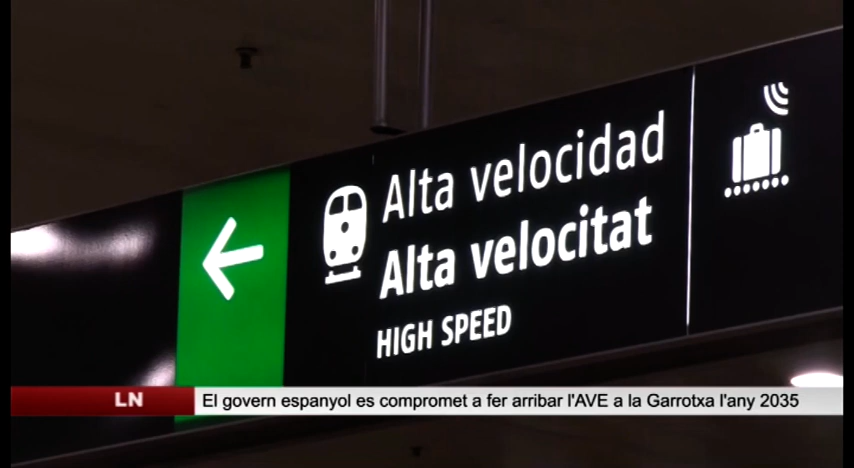 Alta velocidad
Alta velocitat
HIGH SPEED
LN
El govern espanyol es compromet a fer arribar l'AVE a la Garrotxa l'any 2035